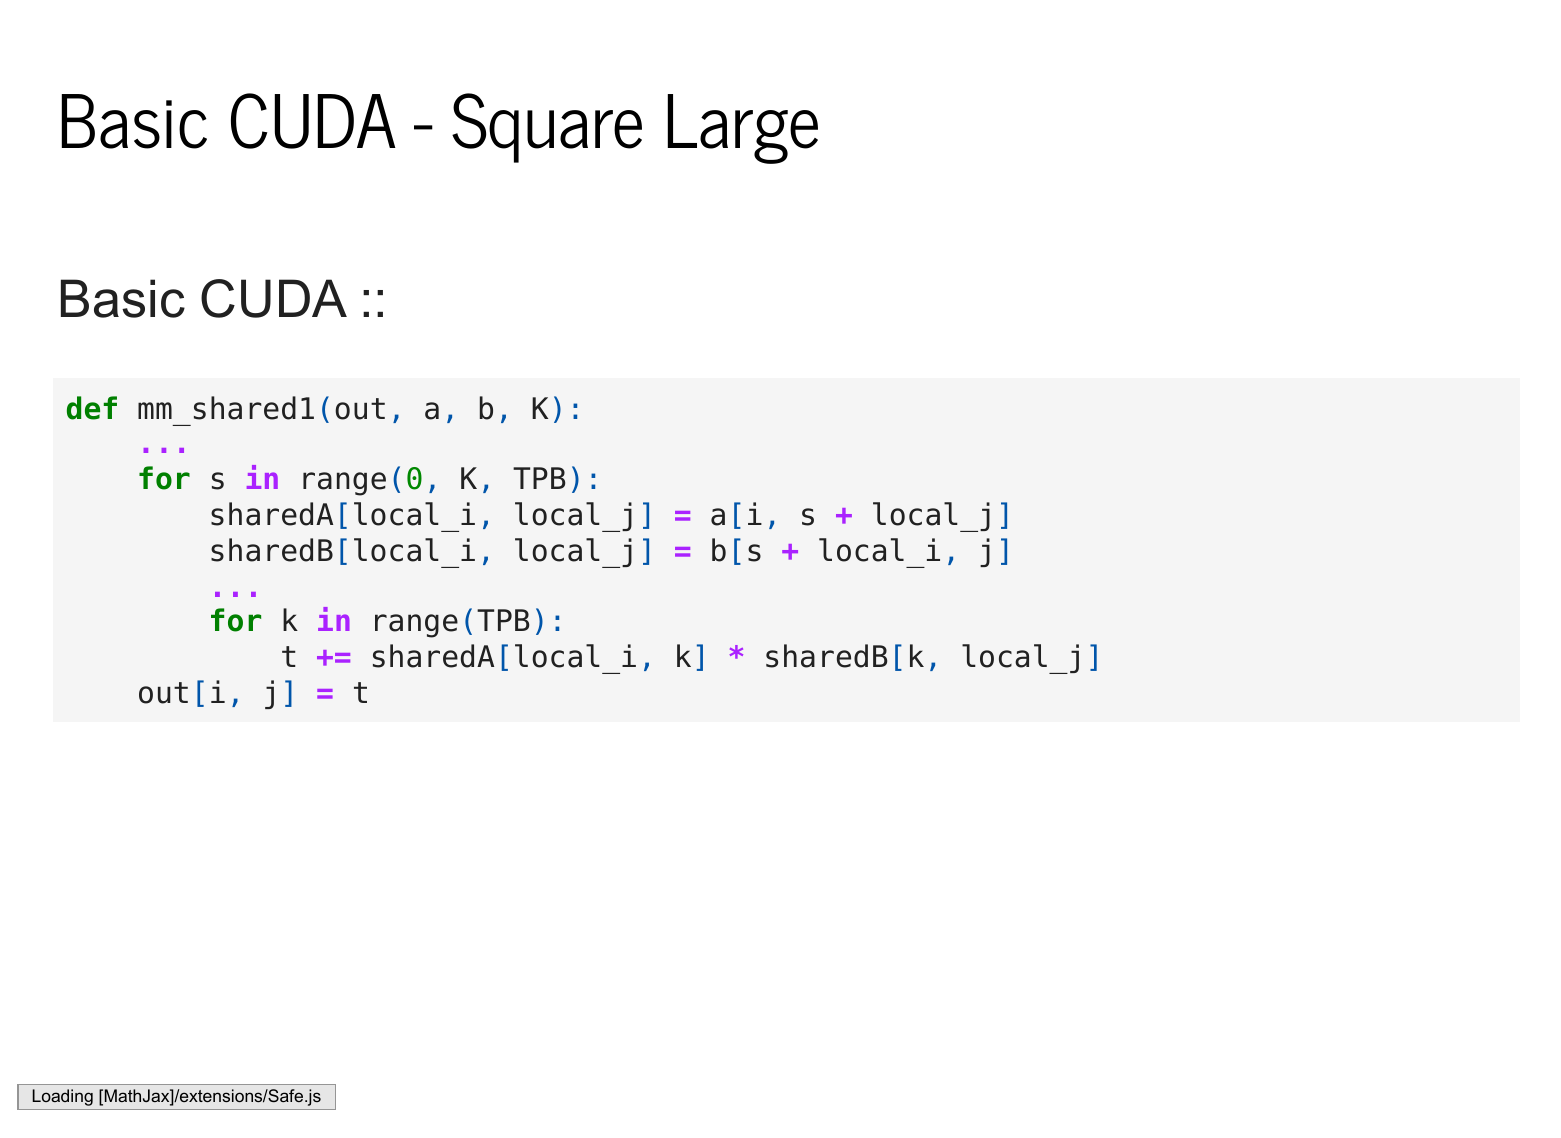 Basic CUDA - Square Large
Basic CUDA ::
def mm_shared1(out, a, b, K):
    ...
    for s in range(0, K, TPB):
        sharedA[local_i, local_j] = a[i, s + local_j]
        sharedB[local_i, local_j] = b[s + local_i, j]
        ...
        for k in range(TPB):
            t += sharedA[local_i, k] * sharedB[k, local_j]
    out[i, j] = t
Loading [MathJax]/extensions/Safe.js